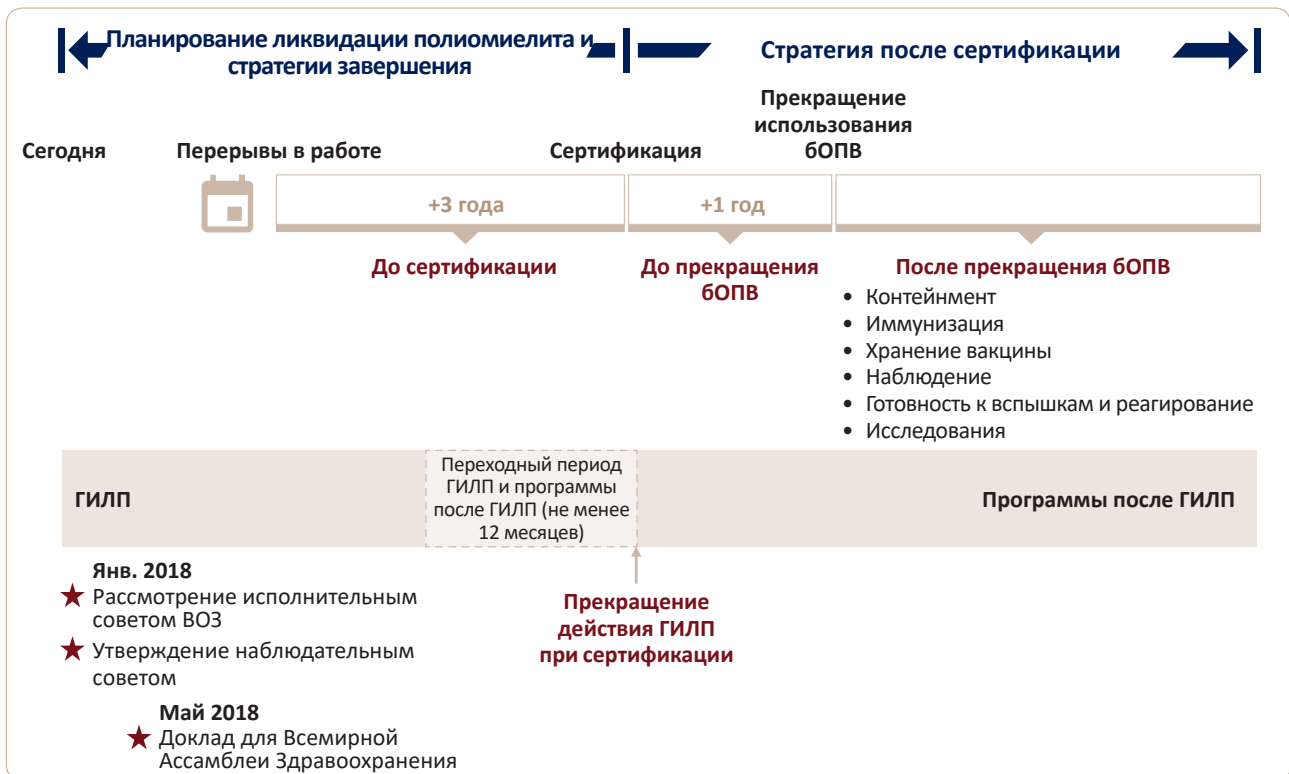 Планирование ликвидации полиомиелита и
стратегии завершения
Стратегия после сертификации
Сегодня
Перерывы в работе
Сертификация
Прекращение
использования
бОПВ
+3 года
+1 год
До сертификации
До прекращения
бОПВ
После прекращения бОПВ
• Контейнмент
• Иммунизация
• Хранение вакцины
• Наблюдение
• Готовность к вспышкам и реагирование
• Исследования
ГИЛП
Переходный период
ГИЛП и программы
после ГИЛП (не менее
12 месяцев)
Программы после ГИЛП
Янв. 2018
Рассмотрение исполнительным
советом ВОЗ
Утверждение наблюдательным
советом
Май 2018
Доклад для Всемирной
Ассамблеи Здравоохранения
Прекращение
действия ГИЛП
при сертификации